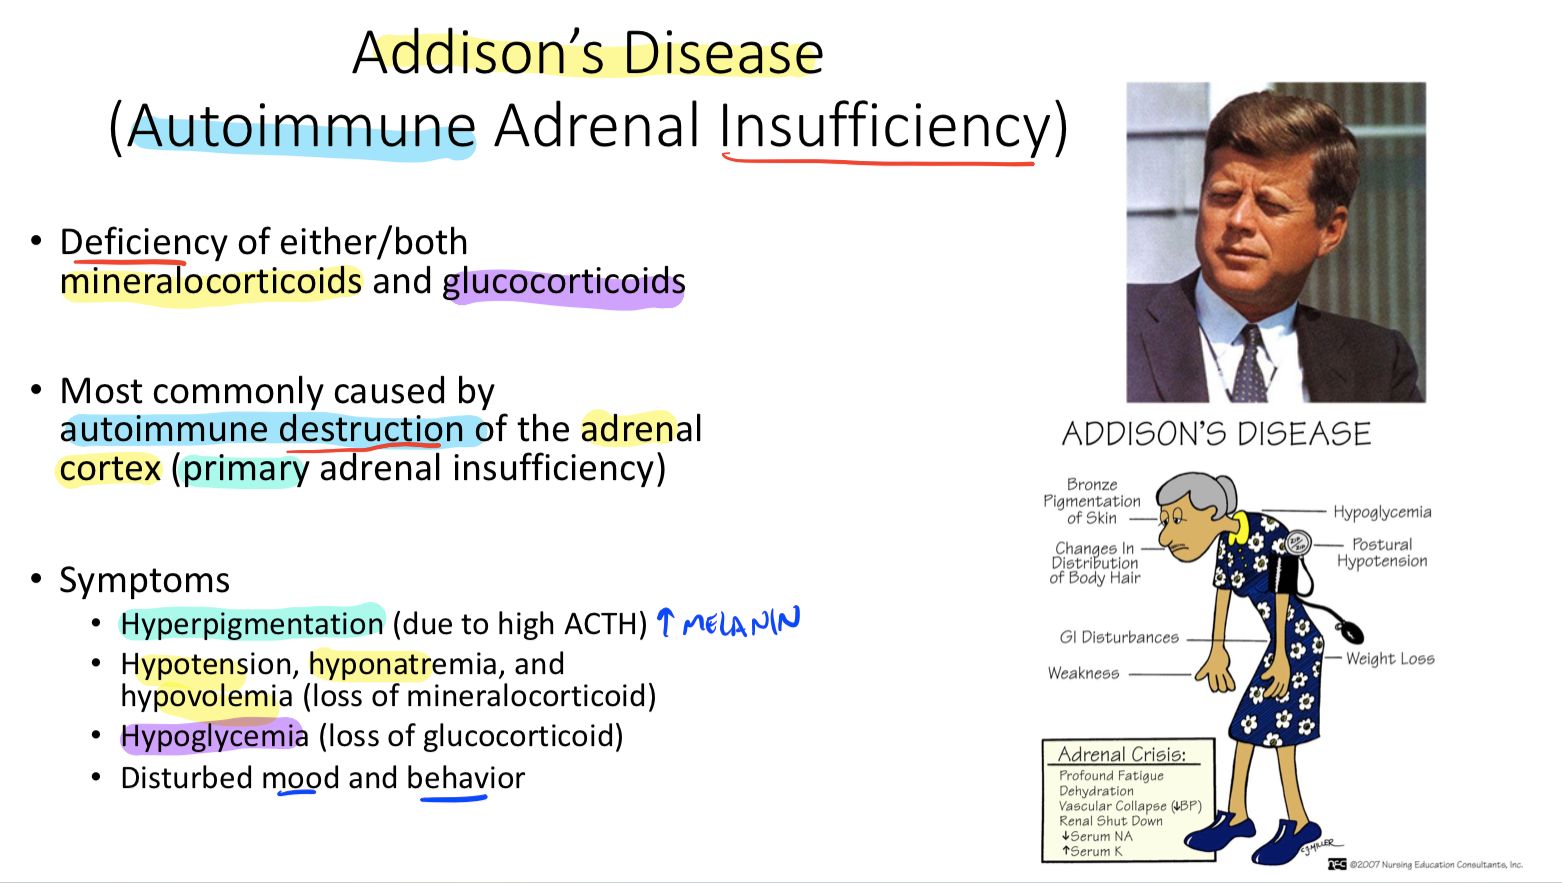 Addison’s Disease
(Autoimmune Adrenal Insufficiency)
• Deficiency of either/both
mineralocorticoids and glucocorticoids
• Most commonly caused by
autoimmune destruction of the adrenal
cortex (primary adrenal insufficiency)
• Symptoms
• Hyperpigmentation (due to high ACTH) ↑ MELANIN
• Hypotension, hyponatremia, and
hypovolemia (loss of mineralocorticoid)
• Hypoglycemia (loss of glucocorticoid)
• Disturbed mood and behavior
ADDISON’S DISEASE
Bronze
Pigmentation
of Skin
Changes In
Distribution
of Body Hair
GI Disturbances
Weakness
Hypoglycemia
Postural
Hypotension
Weight Loss
Adrenal Crisis:
Profound Fatigue
Dehydration
Vascular Collapse (↓BP)
Renal Shut Down
↓Serum NA
↑Serum K
CJMILLER
NEC ©2007 Nursing Education Consultants, Inc.